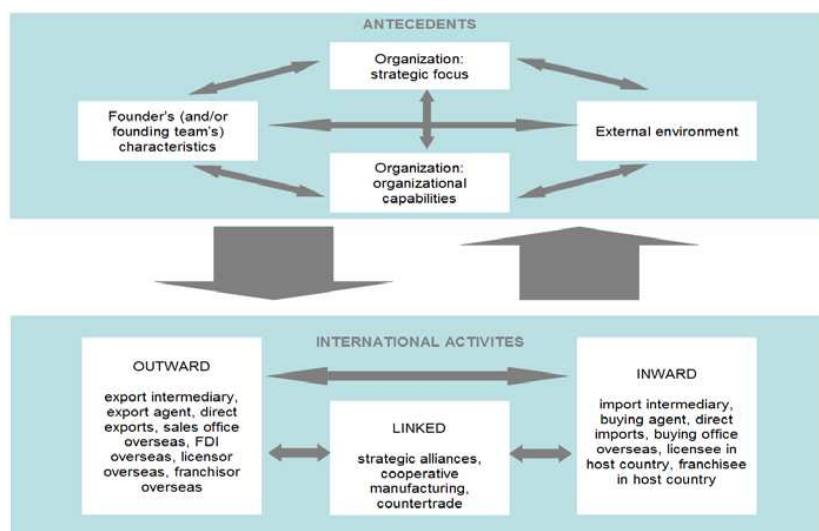 ANTECEDENTS
Organization:
strategic focus
Founder's (and/or
founding team's)
characteristics
External environment
Organization:
organizational
capabilities
INTERNATIONAL ACTIVITES
OUTWARD
export intermediary,
export agent, direct
exports, sales office
overseas, FDI
overseas, licensor
overseas, franchisor
overseas
LINKED
strategic alliances,
cooperative
manufacturing,
countertrade
INWARD
import intermediary,
buying agent, direct
imports, buying office
overseas, licensee in
host country, franchisee
in host country